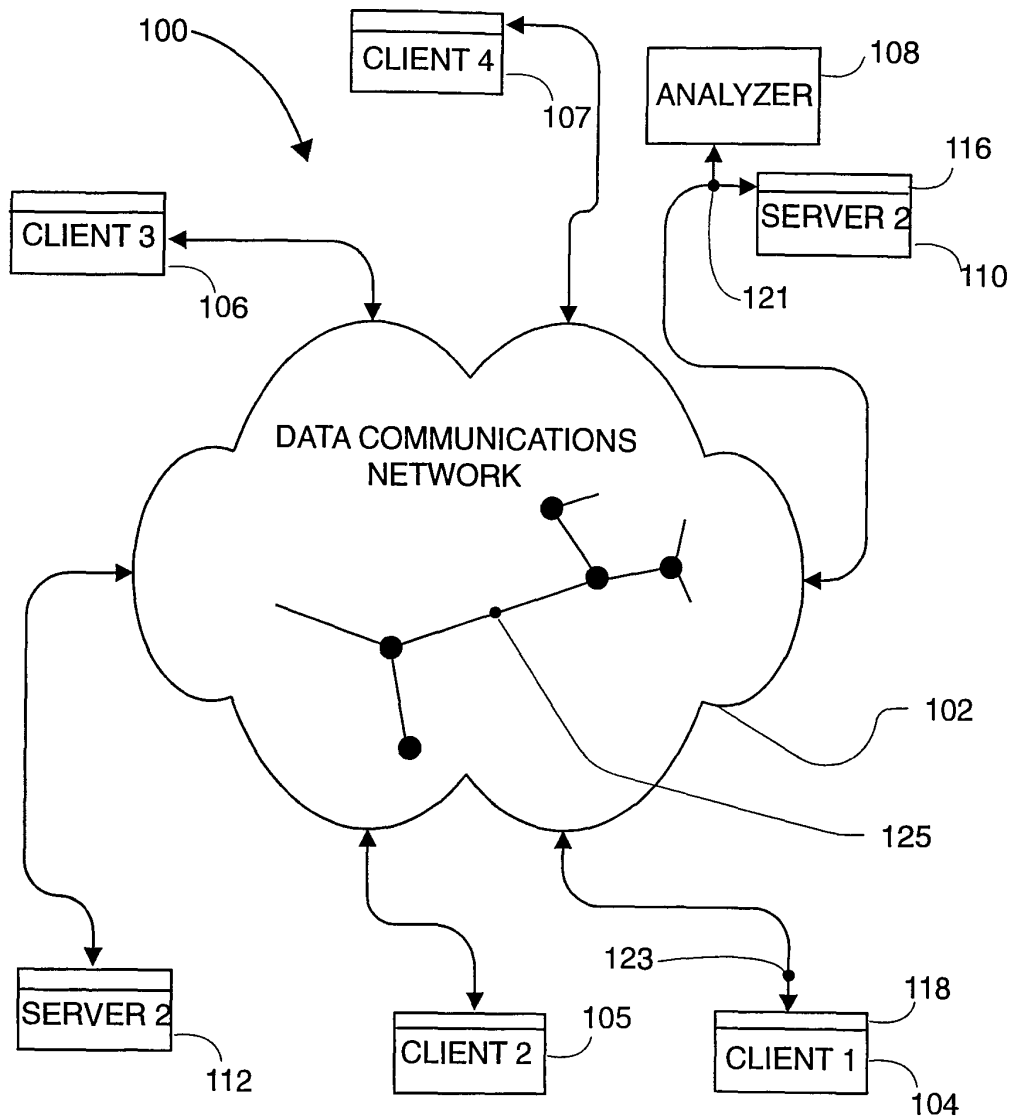 100
CLIENT 4
107
ANALYZER
108
116
SERVER 2
110
121
CLIENT 3
106
DATA COMMUNICATIONS
NETWORK
102
125
123
SERVER 2
112
CLIENT 2
105
118
CLIENT 1
104